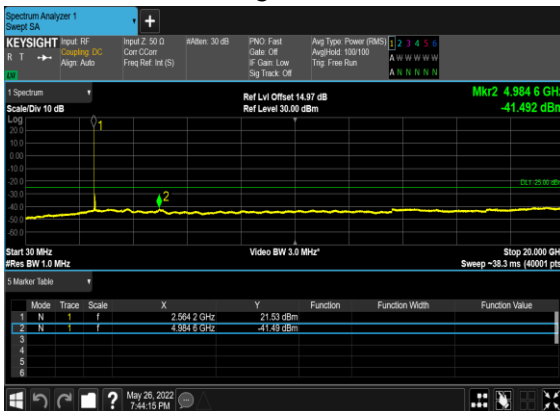 Spectrum Analyzer 1
Swept SA
KEYSIGHT Input: RF Input Z: 50 Ω #Atten: 30 dB PNO: Fast Avg Type: Power (RMS) 1 2 3 4 5 6
R T Coupling: DC Corr CCorr Gate: Off Avg|Hold: 100/100 A W W W W W
Align: Auto Freq Ref: Int (S) IF Gain: Low Trig: Free Run
LV Sig Track: Off A N N N N N
1 Spectrum Ref Lvl Offset 14.97 dB Mkr2 4.984 6 GHz
Scale/Div 10 dB Ref Level 30.00 dBm -41.492 dBm
Log
20.0
10.0
0.00
-10.0
-20.0
DL1 -25.00 dBm
-30.0
-40.0
-50.0
-60.0
1
2
Start 30 MHz Video BW 3.0 MHz* Stop 20.000 GHz
#Res BW 1.0 MHz Sweep ~38.3 ms (40001 pts)
5 Marker Table
Mode Trace Scale X Y Function Function Width Function Value
1 N 1 f 2.564 2 GHz 21.53 dBm
2 N 1 f 4.984 6 GHz -41.49 dBm
3
4
5
6
May 26, 2022
7:44:15 PM